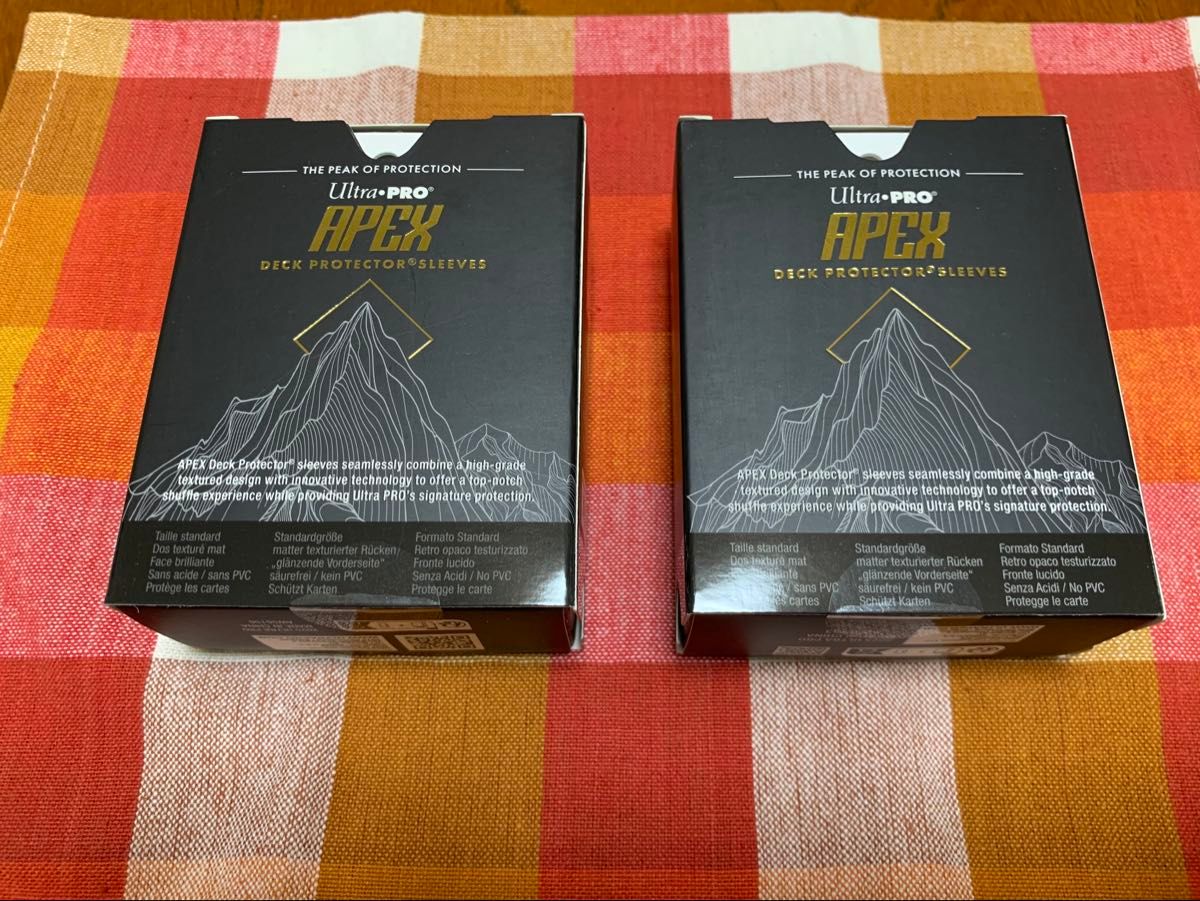 THE PEAK OF PROTECTION
Ultra•PRO®
APEX
DECK PROTECTOR® SLEEVES
APEX Deck Protector® sleeves seamlessly combine a high-grade
textured design with innovative technology to offer a top-notch
shuffle experience while providing Ultra PRO's signature protection.
Taille standard
Dos texturé mat
Face brillante
Sans acide / sans PVC
Protège les cartes
Standardgröße
matter texturierter Rücken
„glänzende Vorderseite"
säurefrei / kein PVC
Schützt Karten
Formato Standard
Retro opaco testurizzato
Fronte lucido
Senza Acidi / No PVC
Protegge le carte
THE PEAK OF PROTECTION
Ultra•PRO®
APEX
DECK PROTECTOR® SLEEVES
APEX Deck Protector® sleeves seamlessly combine a high-grade
textured design with innovative technology to offer a top-notch
shuffle experience while providing Ultra PRO's signature protection.
Taille standard
Dos texturé mat
/ sans PVC
cartes
Standardgröße
matter texturierter Rücken
„glänzende Vorderseite"
säurefrei / kein PVC
Schützt Karten
Formato Standard
Retro opaco testurizzato
Fronte lucido
Senza Acidi / No PVC
Protegge le carte